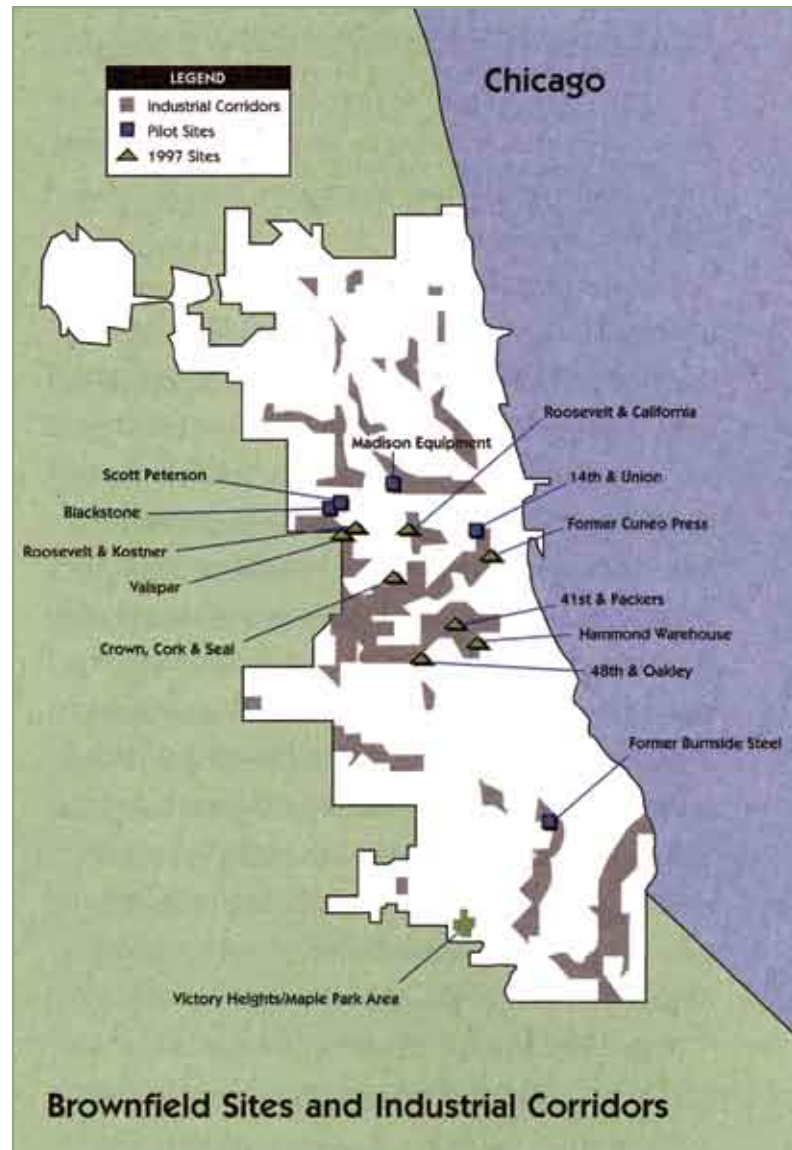 Chicago
LEGEND
Industrial Corridors
Pilot Sites
1997 Sites
Roosevelt & California
Madison Equipment
Scott Peterson
14th & Union
Blackstone
Former Cuneo Press
Roosevelt & Kostner
Valspar
41st & Packers
Hammond Warehouse
Crown, Cork & Seal
48th & Oakley
Former Burnside Steel
Victory Heights/Maple Park Area
Brownfield Sites and Industrial Corridors